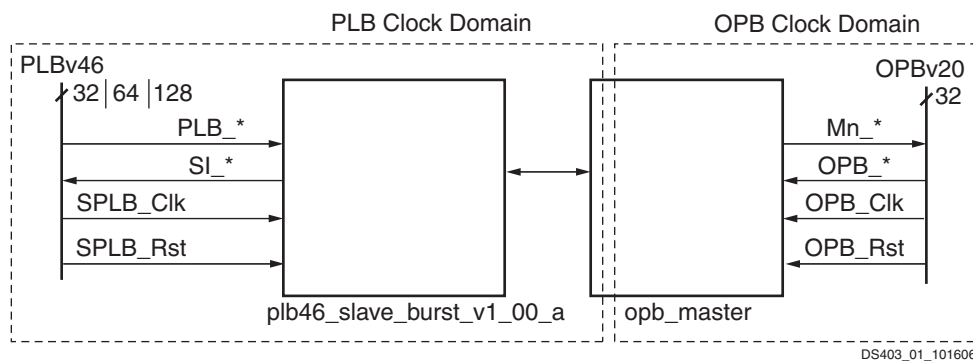 PLB Clock Domain
OPB Clock Domain
PLBv46
OPBv20
32|64|128
32
PLB_*
Mn_*
Sl_*
OPB_*
SPLB_Clk
OPB_Clk
SPLB_Rst
OPB_Rst
plb46_slave_burst_v1_00_a
opb_master
DS403_01_101606